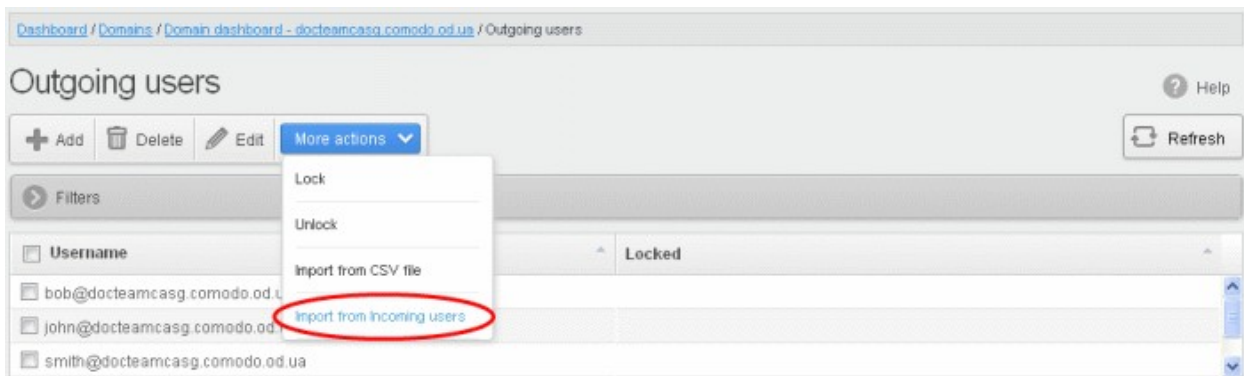 Dashboard / Domains / Domain dashboard - docteamcasg.comodo.od.ua / Outgoing users
Outgoing users
Help
Add Delete Edit More actions Refresh
Lock
Filters
Unlock
Username Locked
Import from CSV file
bob@docteamcasg.comodo.od.u
Import from Incoming users
john@docteamcasg.comodo.od.
smith@docteamcasg.comodo.od.ua